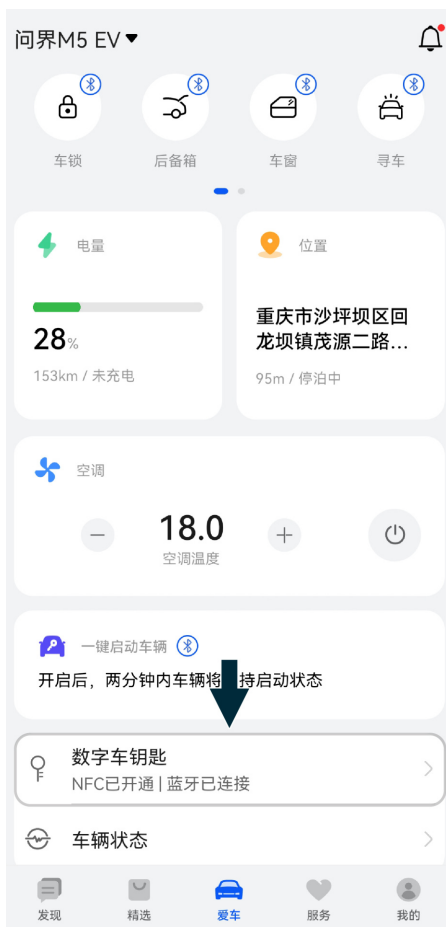 问界M5 EV
车锁
后备箱
车窗
寻车
电量
位置
28%
153km / 未充电
重庆市沙坪坝区回
龙坝镇茂源二路...
95m / 停泊中
空调
18.0
空调温度
一键启动车辆
开启后，两分钟内车辆将 持启动状态
数字车钥匙
NFC已开通 | 蓝牙已连接
车辆状态
发现
精选
爱车
服务
我的